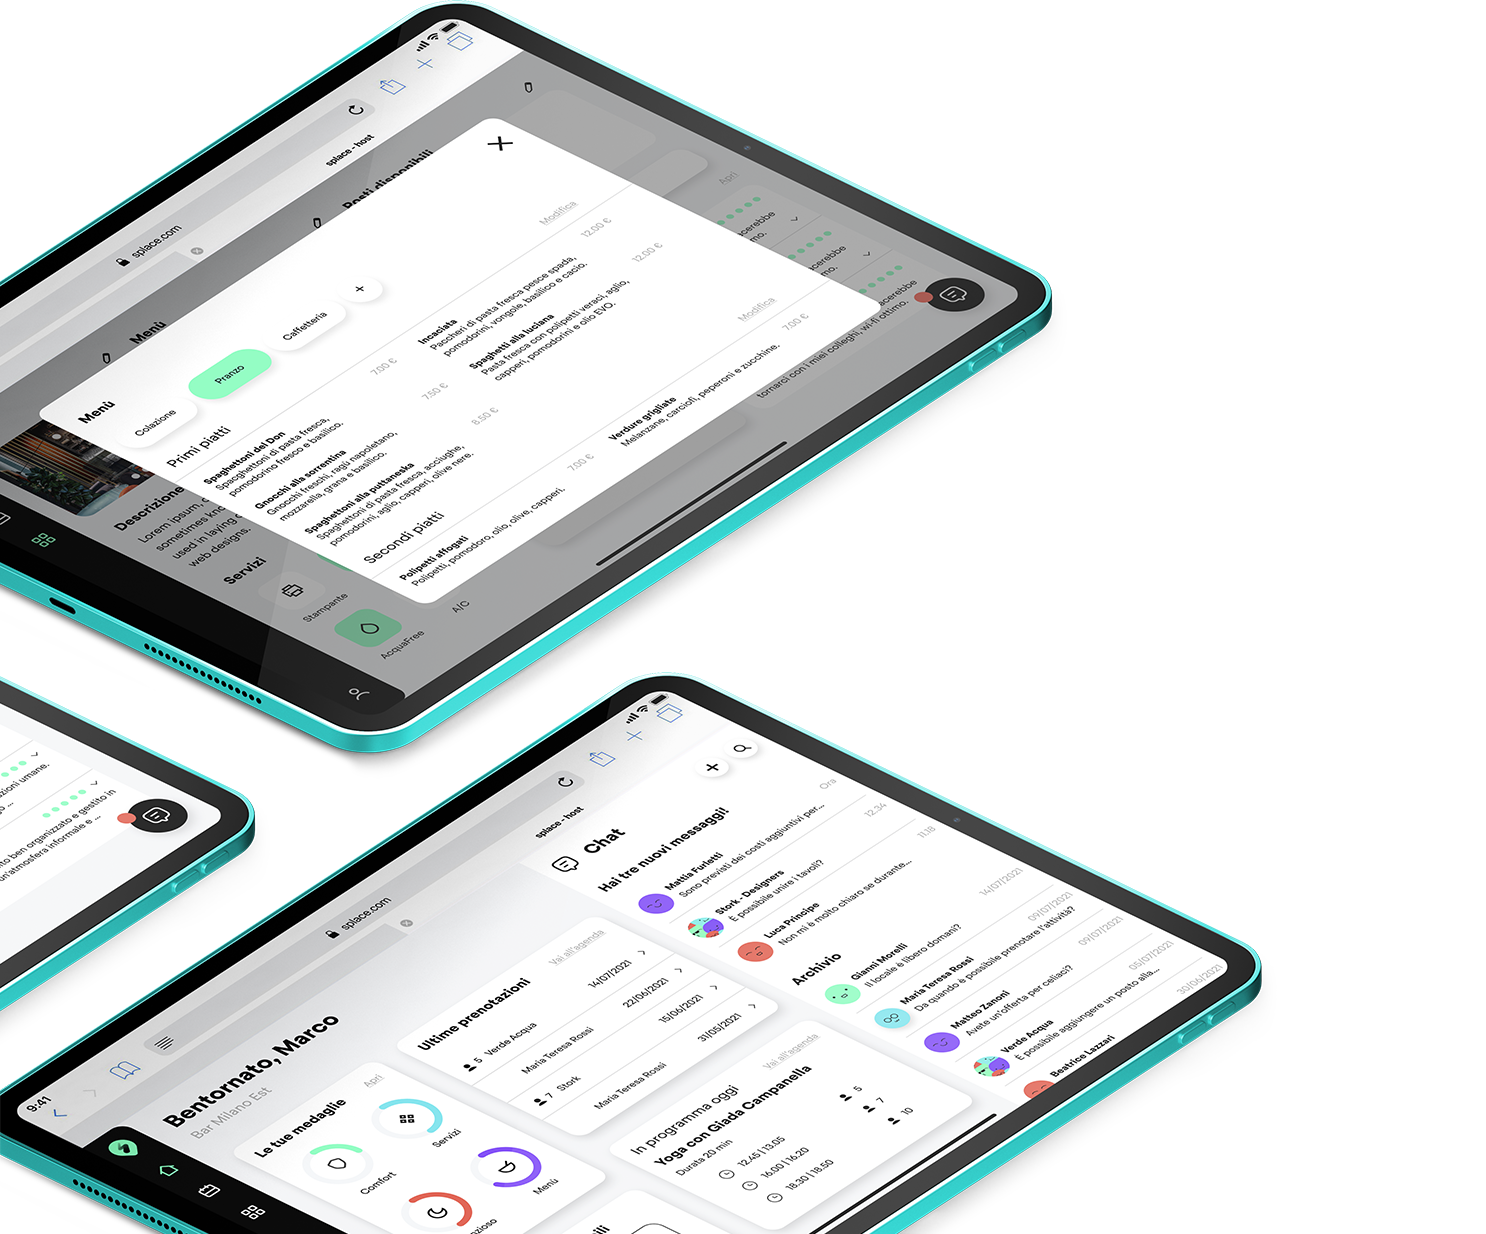 splace.com
splace - host
Posti disponibili
Apri
Menù
Menù
Colazione
Pranzo
Caffetteria
+
Primi piatti
Modifica
Spaghettoni del Don
7.00 €
Spacghettoni di pasta fresca,
pomodorino fresco e basilico.
Gnocchi alla sorrentina
7.50 €
Gnocchi freschi, ragù napoletano,
mozzarella, grana e basilico.
Spaghettoni alla puttaneska
8.50 €
Spaghettoni di pasta fresca, acciughe,
pomodorini, aglio, capperi, olive nere.
Incaciata
12.00 €
Paccheri di pasta fresca pesce spada,
pomodorini, vongole, basilico e cacio.
Spaghetti alla luciana
12.00 €
Pasta fresca con polipetti veraci, aglio,
capperi, pomodorini e olio EVO.
Secondi piatti
Modifica
Polipetti affogati
7.00 €
Polipetti, pomodoro, olio, olive, capperi.
Verdure grigliate
7.00 €
Melanzane, carciofi, peperoni e zucchine.
Descrizione
Lorem ipsum,
sometimes
used in laying
web designs.
Servizi
Stampante
AcquaFree
A/C
acerebbe
mo.
acerebbe
timo.
acerebbe
tornarci con i miei colleghi, wi-fi ottimo.
zioni umane.
go ...
to ben organizzato e gestito in
un'atmosfera informale e ...
9:41
splace.com
splace - host
Bentornato, Marco
Bar Milano Est
Le tue medaglie
Apri
Comfort
Servizi
Menù
Ultime prenotazioni
Vai all'agenda
5 Verde Acqua
14/07/2021
Maria Teresa Rossi
22/06/2021
7 Stork
15/06/2021
Maria Teresa Rossi
31/05/2021
In programma oggi
Vai all'agenda
Yoga con Giada Campanella
Durata 20 min
12.45 | 13.05
5
16.00 | 16.20
7
18.30 | 18.50
10
Chat
Hai tre nuovi messaggi!
Mattia Furletti
Ora
Sono previsti dei costi aggiuntivi per...
Stork - Designers
12.34
È possibile unire i tavoli?
Luca Principe
11.18
Non mi è molto chiaro se durante...
Archivio
Gianni Morelli
14/07/2021
Il locale è libero domani?
Maria Teresa Rossi
09/07/2021
Da quando è possibile prenotare l'attività?
Matteo Zanoni
09/07/2021
Avete un'offerta per celiaci?
Verde Acqua
05/07/2021
È possibile aggiungere un posto alla...
Beatrice Lazzari
30/06/2021